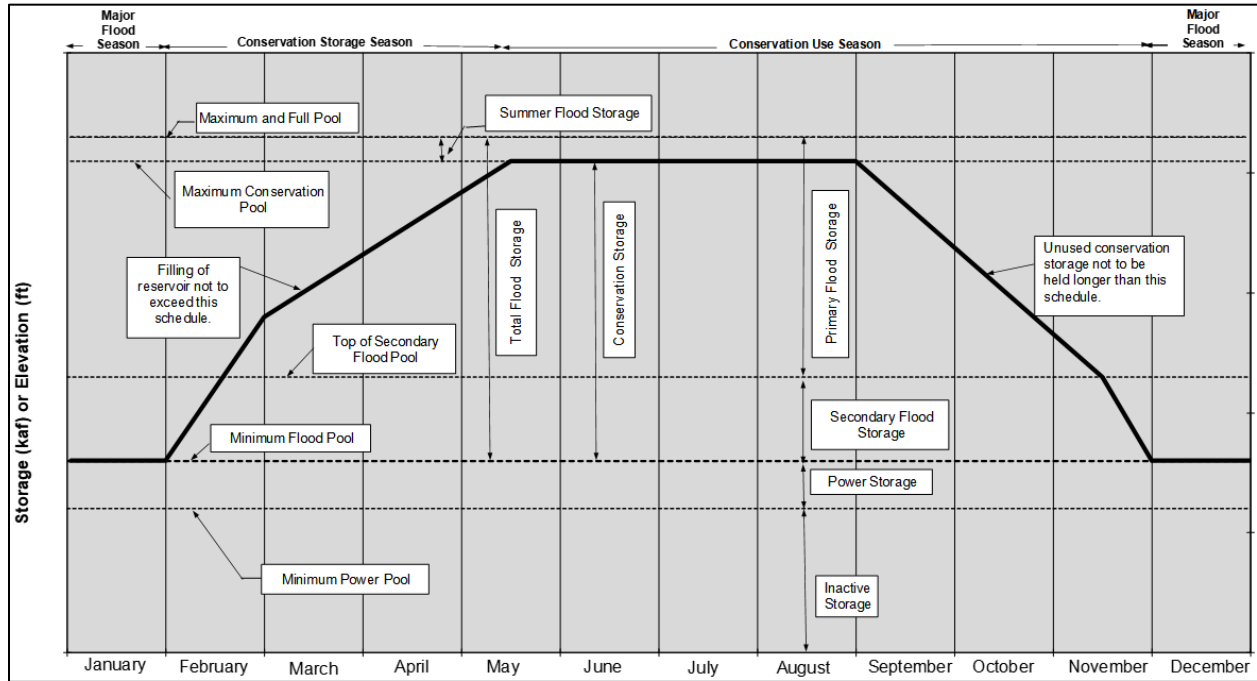 Major
Flood
Season
Conservation Storage Season
Conservation Use Season
Major
Flood
Season
Maximum and Full Pool
Summer Flood Storage
Maximum Conservation
Pool
Filling of
reservoir not to
exceed this
schedule.
Top of Secondary
Flood Pool
Minimum Flood Pool
Minimum Power Pool
Total Flood Storage
Conservation Storage
Primary Flood Storage
Unused conservation
storage not to be
held longer than this
schedule.
Secondary Flood
Storage
Power Storage
Inactive
Storage
Storage (kaf) or Elevation (ft)
January
February
March
April
May
June
July
August
September
October
November
December